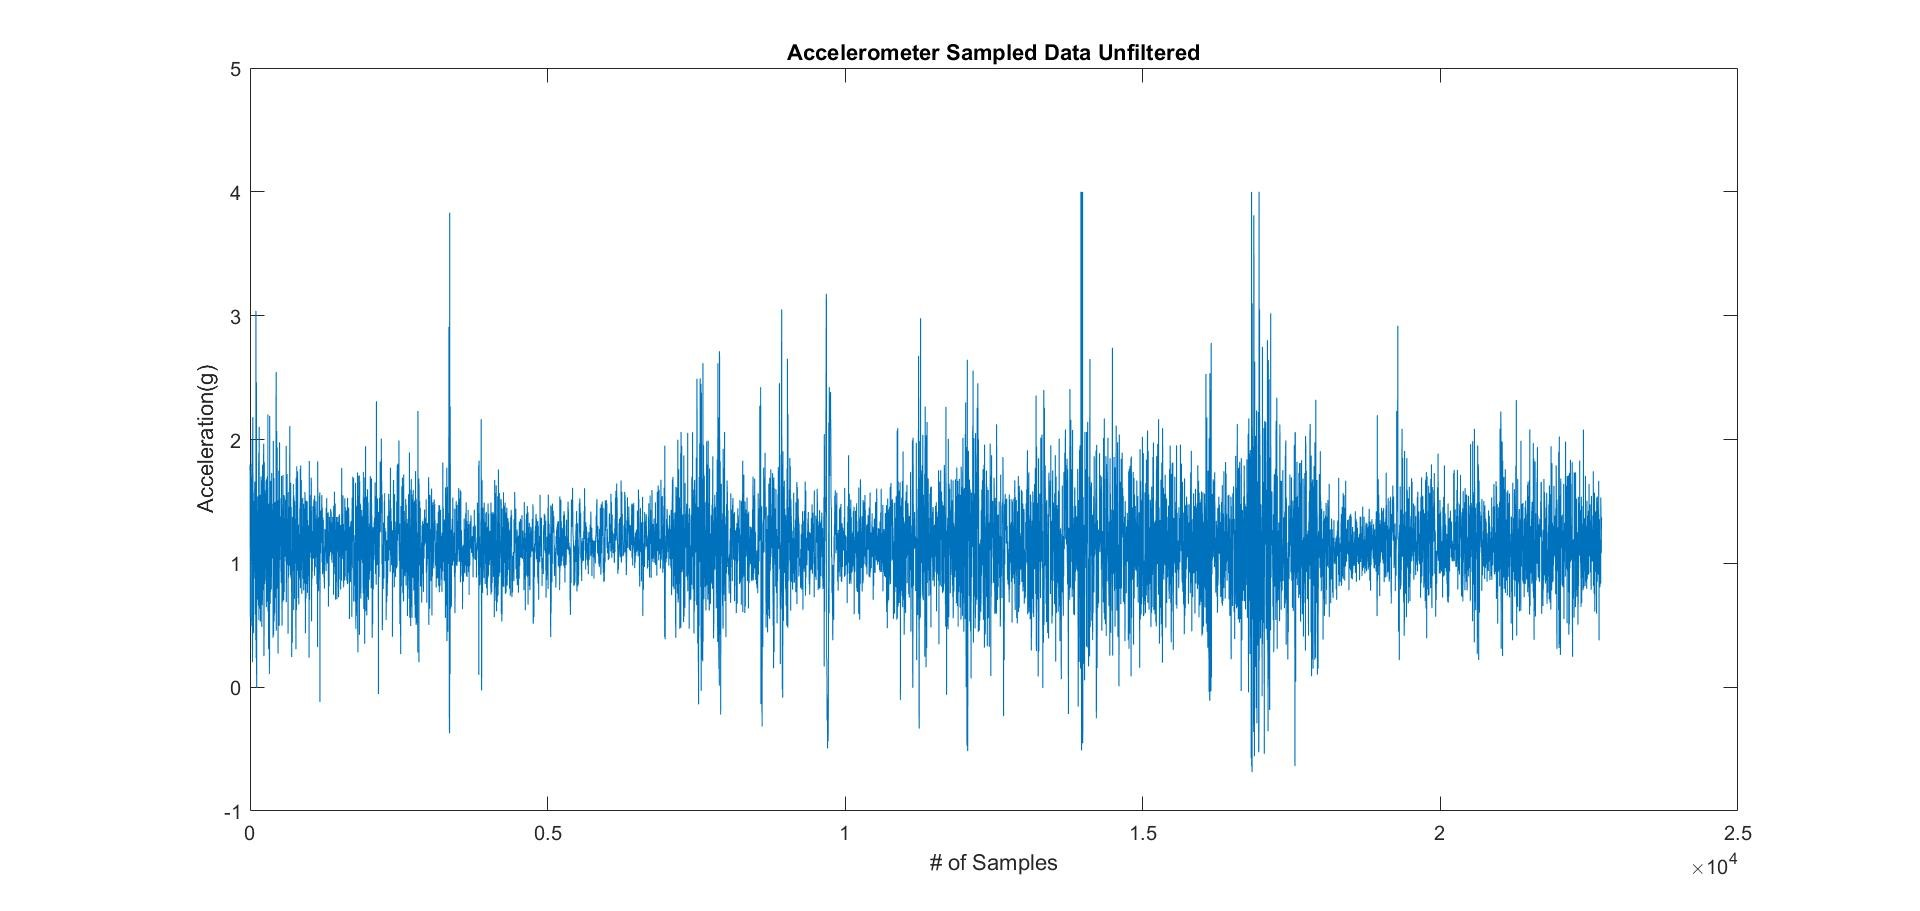 Accelerometer Sampled Data Unfiltered
5
4
3
2
1
0
-1
Acceleration(g)
0 0.5 1 1.5 2 2.5
# of Samples
×10⁴